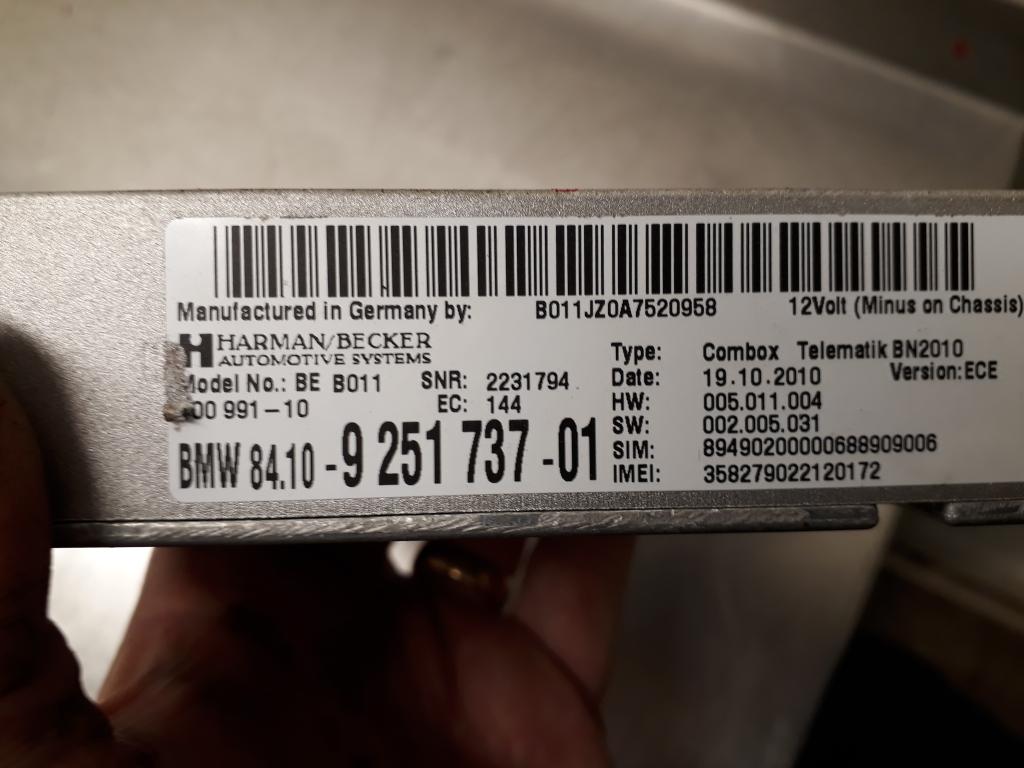 Manufactured in Germany by: B011JZ0A7520958 12Volt (Minus on Chassis)
HARMAN/BECKER
AUTOMOTIVE SYSTEMS
Type: Combox Telematik BN2010
Model No.: BE B011 SNR: 2231794 Date: 19.10.2010 Version: ECE
00 991-10 EC: 144 HW: 005.011.004
BMW 84.10 -9 251 737 -01 SW: 002.005.031
SIM: 89490200000688909006
IMEI: 358279022120172